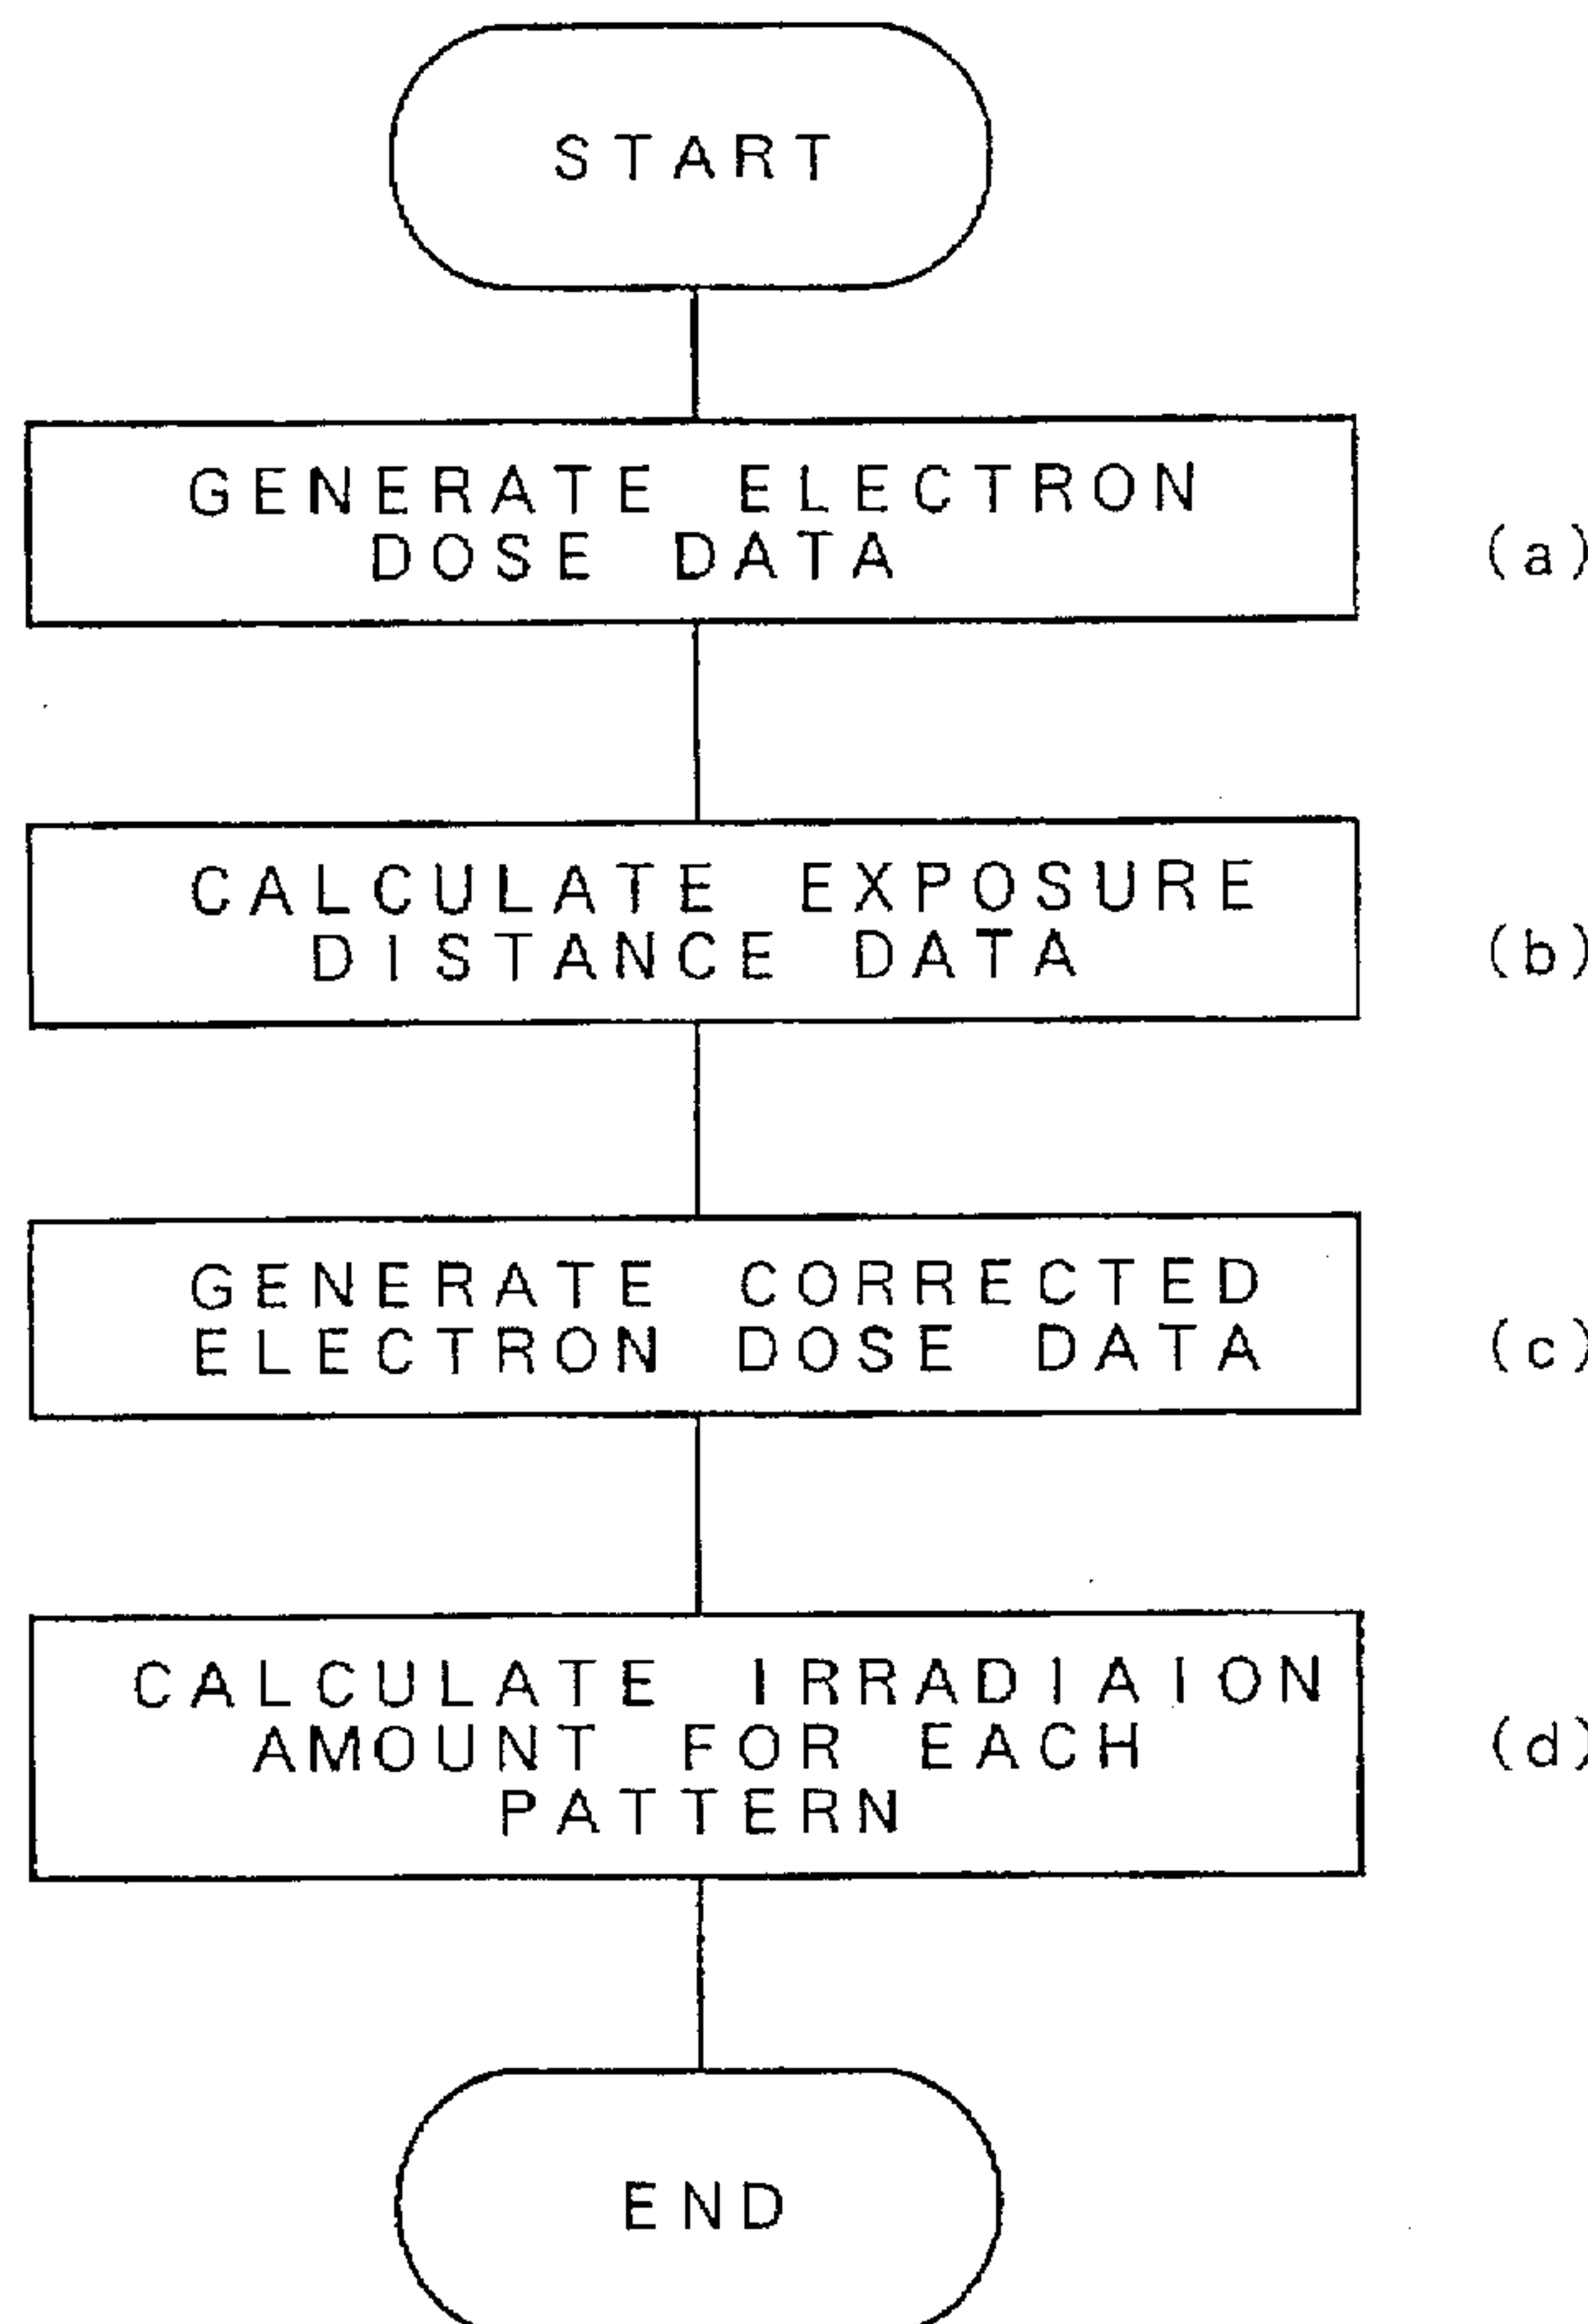 START
GENERATE ELECTRON
DOSE DATA
(a)
CALCULATE EXPOSURE
DISTANCE DATA
(b)
GENERATE CORRECTED
ELECTRON DOSE DATA
(c)
CALCULATE IRRADIAION
AMOUNT FOR EACH
PATTERN
(d)
END